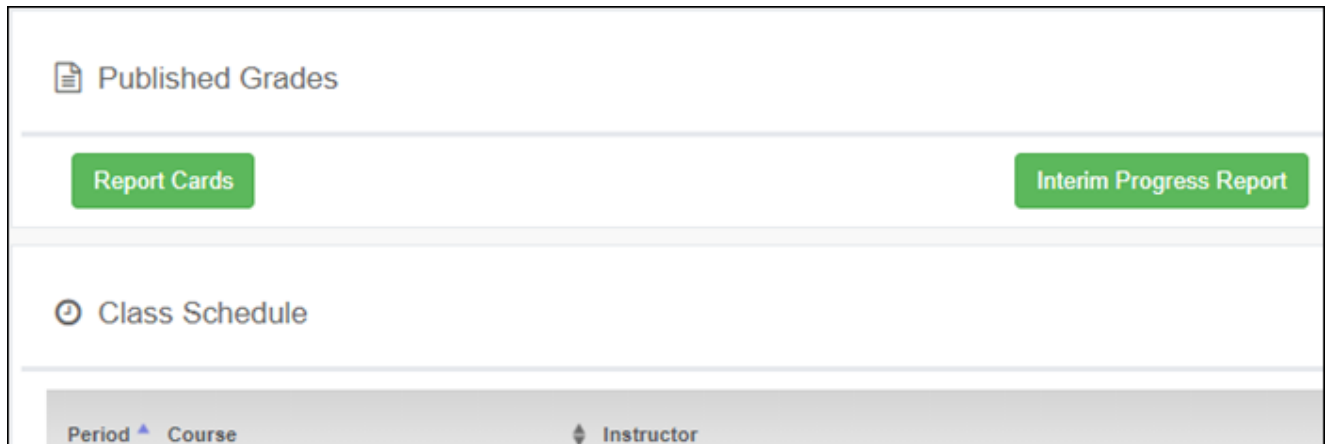 Published Grades
Report Cards Interim Progress Report
Class Schedule
Period Course Instructor